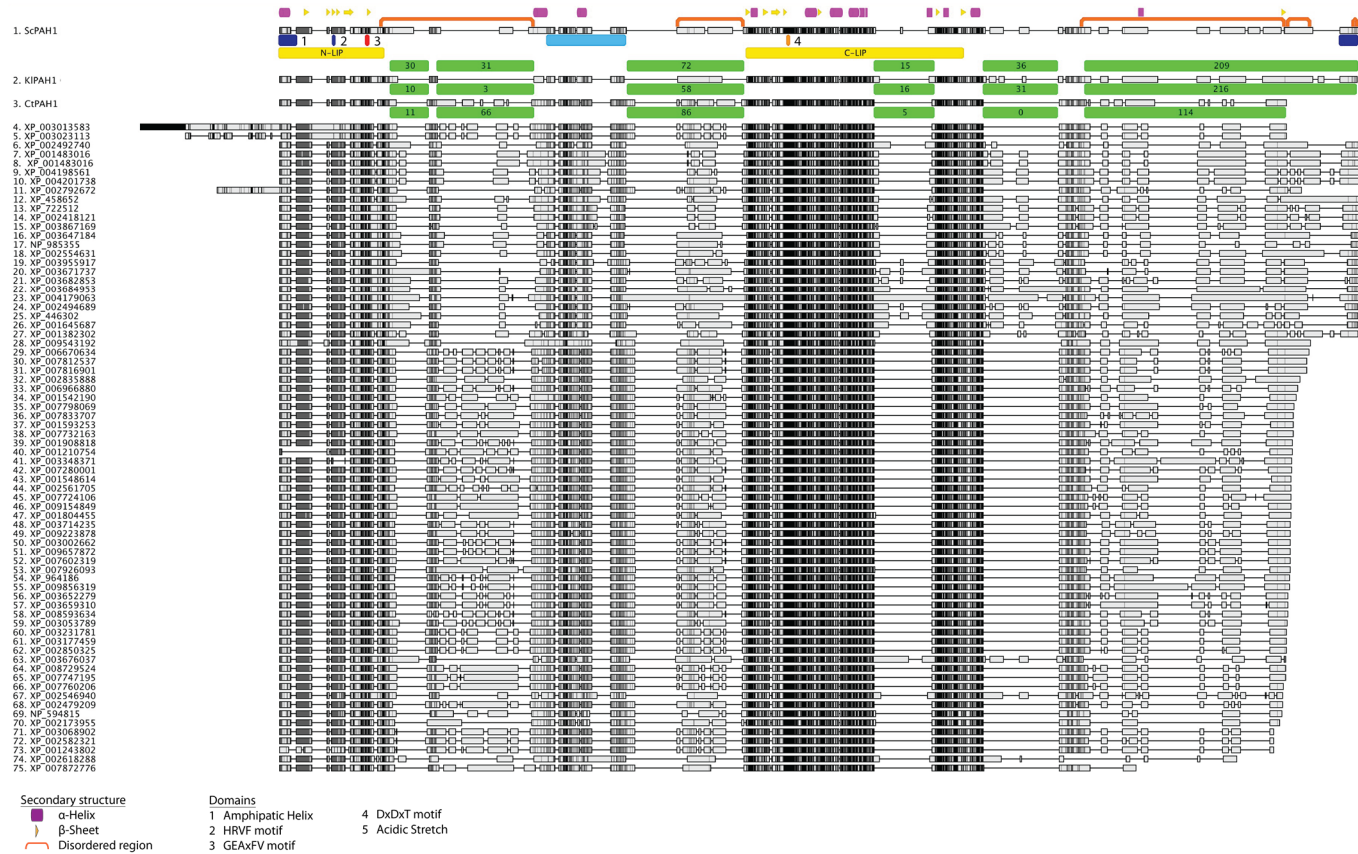 1. ScPAH1
1 2 3 4
N-LIP C-LIP
30 31 72 15 36 209
2. KlPAH1
10 3 58 16 31 216
3. CtPAH1
11 66 86 5 0 114
4. XP_003013583
5. XP_003023113
6. XP_002492740
7. XP_001483016
8. XP_001483016
9. XP_004198561
10. XP_004201738
11. XP_002792672
12. XP_458652
13. XP_722512
14. XP_002418121
15. XP_003867169
16. XP_003647184
17. NP_985355
18. XP_002554631
19. XP_003955917
20. XP_003671737
21. XP_003682853
22. XP_003684953
23. XP_004179063
24. XP_002494689
25. XP_446302
26. XP_001645687
27. XP_001382302
28. XP_009543192
29. XP_006670634
30. XP_007812537
31. XP_007816901
32. XP_002835888
33. XP_006966880
34. XP_001542190
35. XP_007798069
36. XP_007833707
37. XP_001593253
38. XP_007732163
39. XP_001908818
40. XP_001210754
41. XP_003348371
42. XP_007280001
43. XP_001548614
44. XP_002561705
45. XP_007724106
46. XP_009154849
47. XP_001804455
48. XP_003714235
49. XP_009223878
50. XP_003002662
51. XP_009657872
52. XP_007602319
53. XP_007926093
54. XP_964186
55. XP_009856319
56. XP_003652279
57. XP_003659310
58. XP_008593634
59. XP_003053789
60. XP_003231781
61. XP_003177459
62. XP_002850325
63. XP_003676037
64. XP_008729524
65. XP_007747195
66. XP_007760206
67. XP_002546940
68. XP_002479209
69. NP_594815
70. XP_002173955
71. XP_003068902
72. XP_002582321
73. XP_001243802
74. XP_002618288
75. XP_007872776
Secondary structure
α-Helix
β-Sheet
Disordered region
Domains
1 Amphipatic Helix
2 HRVF motif
3 GEAxFV motif
4 DxDxT motif
5 Acidic Stretch